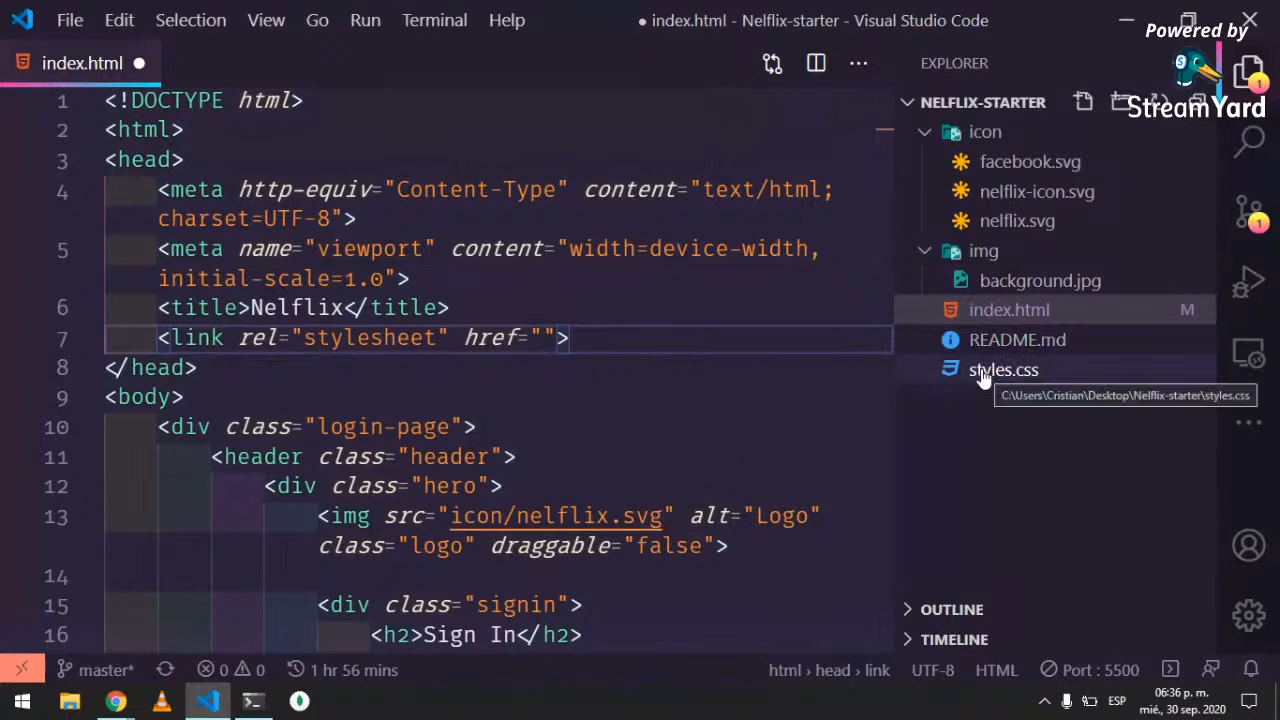 File Edit Selection View Go Run Terminal Help
● index.html - Nelflix-starter - Visual Studio Code
Powered by
StreamYard
index.html
EXPLORER
1 <!DOCTYPE html>
2 <html>
3 <head>
4 <meta http-equiv="Content-Type" content="text/html;
charset=UTF-8">
5 <meta name="viewport" content="width=device-width,
initial-scale=1.0">
6 <title>Nelflix</title>
7 <link rel="stylesheet" href="">
8 </head>
9 <body>
10 <div class="login-page">
11 <header class="header">
12 <div class="hero">
13 <img src="icon/nelflix.svg" alt="Logo"
class="logo" draggable="false">
14
15 <div class="signin">
16 <h2>Sign In</h2>
NELFLIX-STARTER
icon
facebook.svg
nelflix-icon.svg
nelflix.svg
img
background.jpg
index.html M
README.md
styles.css
C:\Users\Cristian\Desktop\Nelflix-starter\styles.css
OUTLINE
TIMELINE
1
1
master* 0 0 1 hr 56 mins html › head › link UTF-8 HTML Port : 5500
ESP
06:36 p. m.
mié., 30 sep. 2020